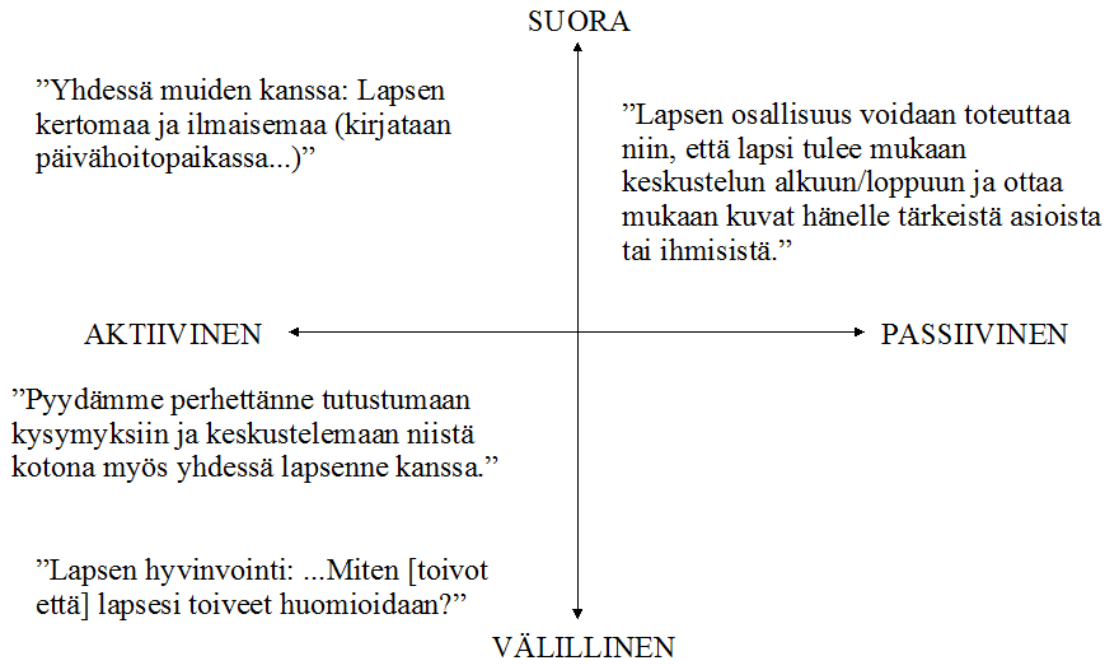 SUORA
”Yhdessä muiden kanssa: Lapsen
kertomaa ja ilmaisemaa (kirjataan
päivähoitopaikassa...)”
”Lapsen osallisuus voidaan toteuttaa
niin, että lapsi tulee mukaan
keskustelun alkuun/loppuun ja ottaa
mukaan kuvat hänelle tärkeistä asioista
tai ihmisistä.”
AKTIIVINEN
PASSIIVINEN
”Pyydämme perhettänne tutustumaan
kysymyksiin ja keskustelemaan niistä
kotona myös yhdessä lapsenne kanssa.”
”Lapsen hyvinvointi: ...Miten [toivot
että] lapsesi toiveet huomioidaan?”
VÄLILLINEN